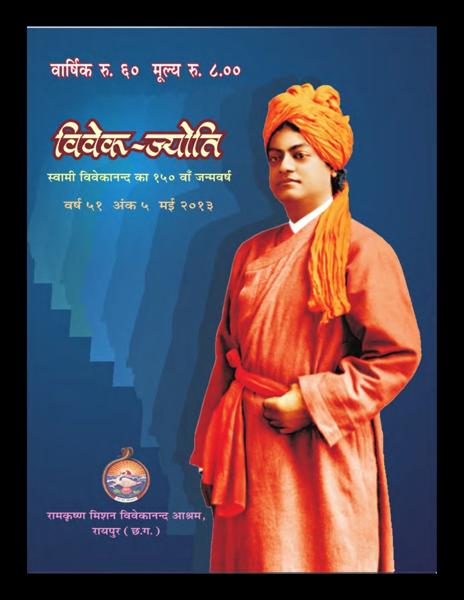 वार्षिक रु. ६० मूल्य रु. ८.००
विवेक-ज्योति
स्वामी विवेकानन्द का १५० वाँ जन्मवर्ष
वर्ष ५१ अंक ५ मई २०१३
रामकृष्ण मिशन विवेकानन्द आश्रम,
रायपुर (छ.ग.)